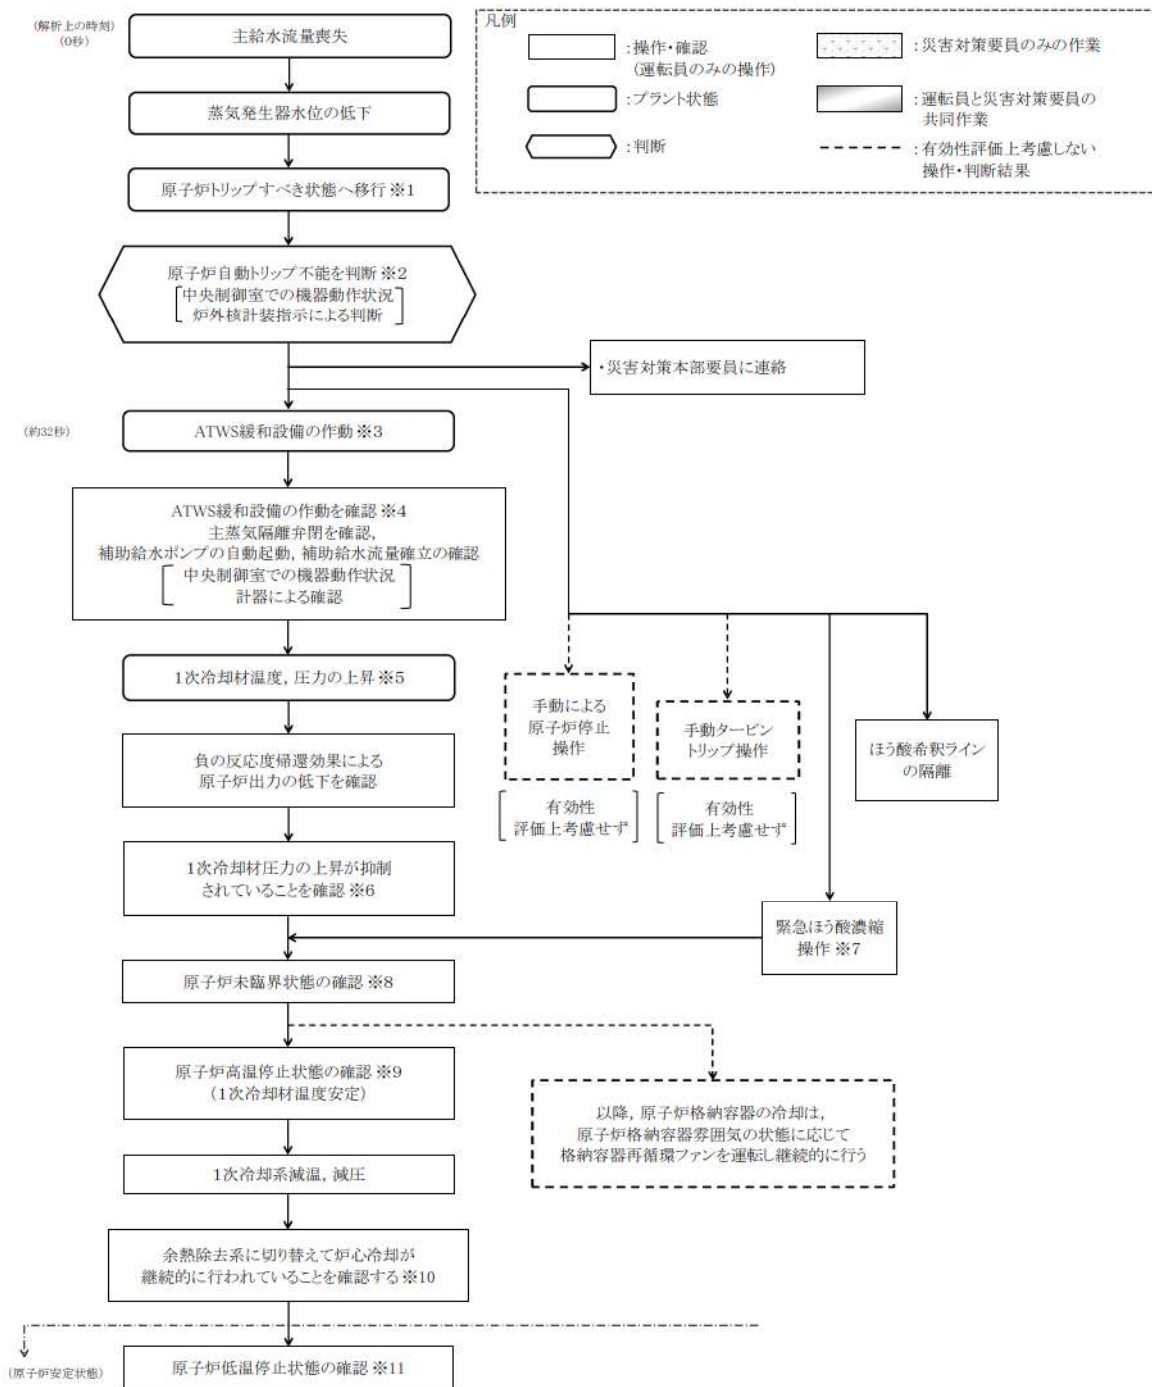 (解析上の時刻)
(0秒)
主給水流量喪失
蒸気発生器水位の低下
原子炉トリップすべき状態へ移行※1
原子炉自動トリップ不能を判断※2
中央制御室での機器動作状況
炉外核計装指示による判断
凡例
:操作・確認
(運転員のみの操作)
:プラント状態
:判断
:災害対策要員のみの作業
:運転員と災害対策要員の
共同作業
:有効性評価上考慮しない
操作・判断結果
・災害対策本部要員に連絡
(約32秒)
ATWS緩和設備の作動※3
ATWS緩和設備の作動を確認※4
主蒸気隔離弁閉を確認,
補助給水ポンプの自動起動, 補助給水流量確立の確認
中央制御室での機器動作状況
計器による確認
1次冷却材温度, 圧力の上昇※5
負の反応度帰還効果による
原子炉出力の低下を確認
1次冷却材圧力の上昇が抑制
されていることを確認※6
手動による
原子炉停止
操作
有効性
評価上考慮せず
手動タービン
トリップ操作
有効性
評価上考慮せず
ほう酸希釈ライン
の隔離
緊急ほう酸濃縮
操作※7
原子炉未臨界状態の確認※8
原子炉高温停止状態の確認※9
(1次冷却材温度安定)
以降, 原子炉格納容器の冷却は,
原子炉格納容器雰囲気の状態に応じて
格納容器再循環ファンを運転し継続的に行う
1次冷却系減温, 減圧
余熱除去系に切り替えて炉心冷却が
継続的に行われていることを確認する※10
(原子炉安定状態)
原子炉低温停止状態の確認※11